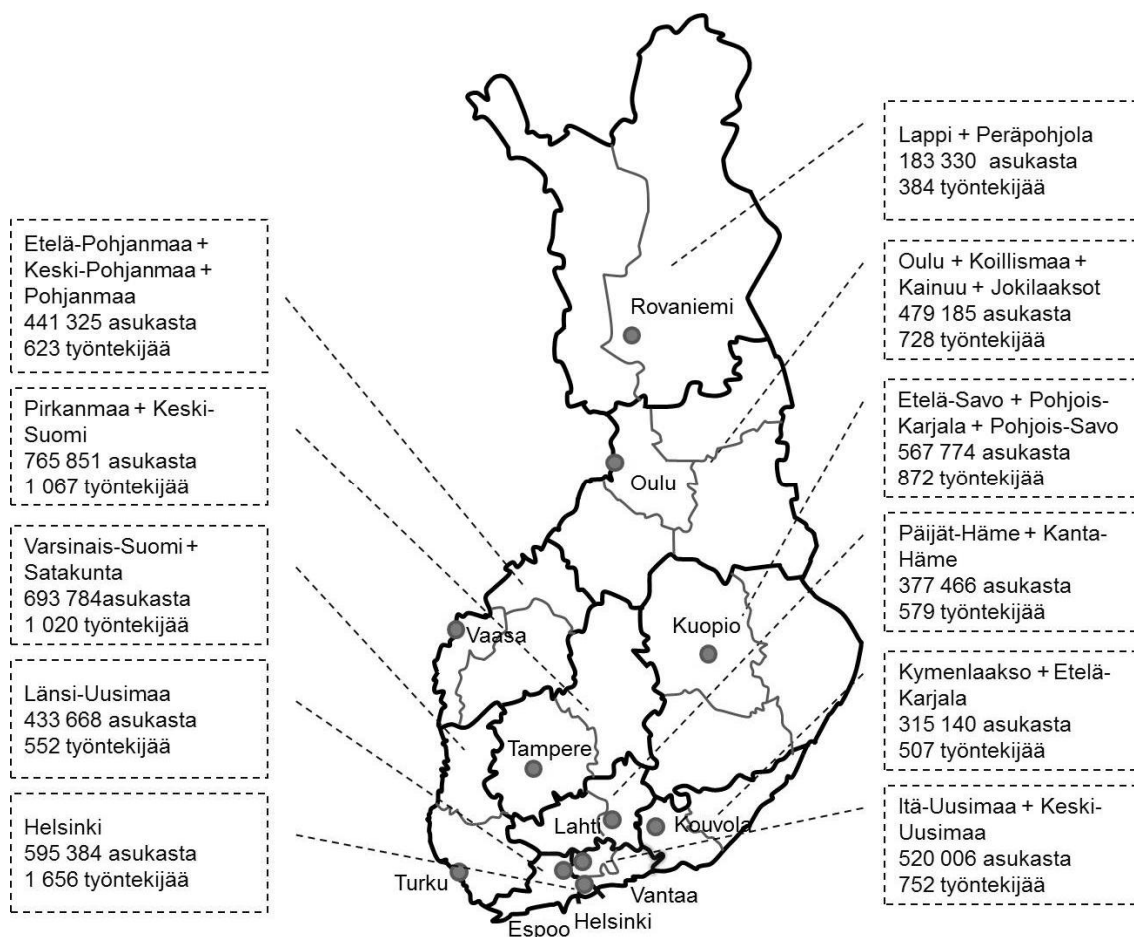 Etelä-Pohjanmaa +
Keski-Pohjanmaa +
Pohjanmaa
441 325 asukasta
623 työntekijää
Pirkanmaa + Keski-
Suomi
765 851 asukasta
1 067 työntekijää
Varsinais-Suomi +
Satakunta
693 784asukasta
1 020 työntekijää
Länsi-Uusimaa
433 668 asukasta
552 työntekijää
Helsinki
595 384 asukasta
1 656 työntekijää
Rovaniemi
Oulu
Vaasa
Kuopio
Tampere
Lahti
Kouvola
Turku
Vantaa
Helsinki
Espoo
Lappi + Peräpohjola
183 330 asukasta
384 työntekijää
Oulu + Koillismaa +
Kainuu + Jokilaaksot
479 185 asukasta
728 työntekijää
Etelä-Savo + Pohjois-
Karjala + Pohjois-Savo
567 774 asukasta
872 työntekijää
Päijät-Häme + Kanta-
Häme
377 466 asukasta
579 työntekijää
Kymenlaakso + Etelä-
Karjala
315 140 asukasta
507 työntekijää
Itä-Uusimaa + Keski-
Uusimaa
520 006 asukasta
752 työntekijää